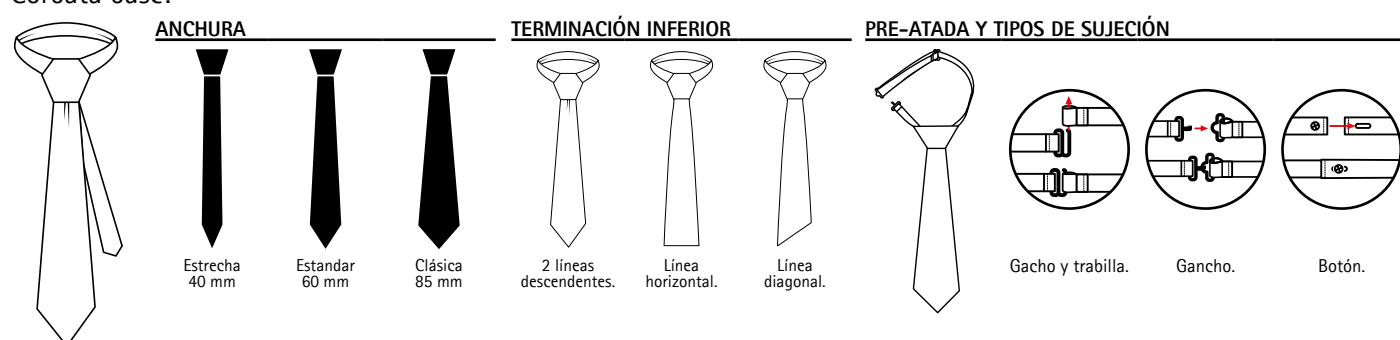 Corbata base:
ANCHURA
Estrecha
40 mm
Estandar
60 mm
Clásica
85 mm
TERMINACIÓN INFERIOR
2 líneas
descendentes.
Línea
horizontal.
Línea
diagonal.
PRE-ATADA Y TIPOS DE SUJECIÓN
Gacho y trabilla.
Gancho.
Botón.